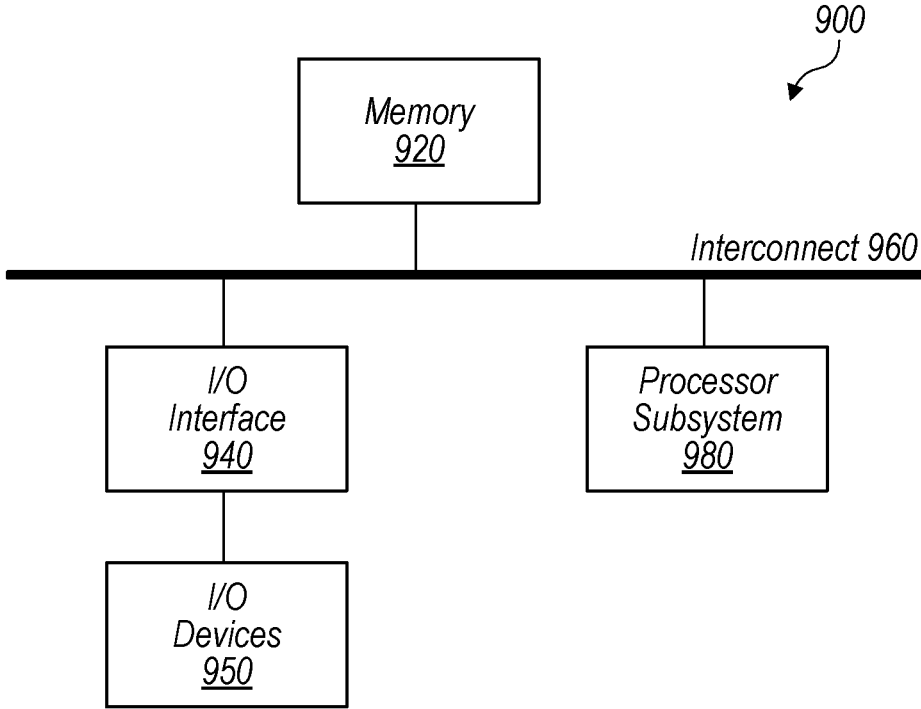 900
Memory
920
Interconnect 960
I/O
Interface
940
Processor
Subsystem
980
I/O
Devices
950